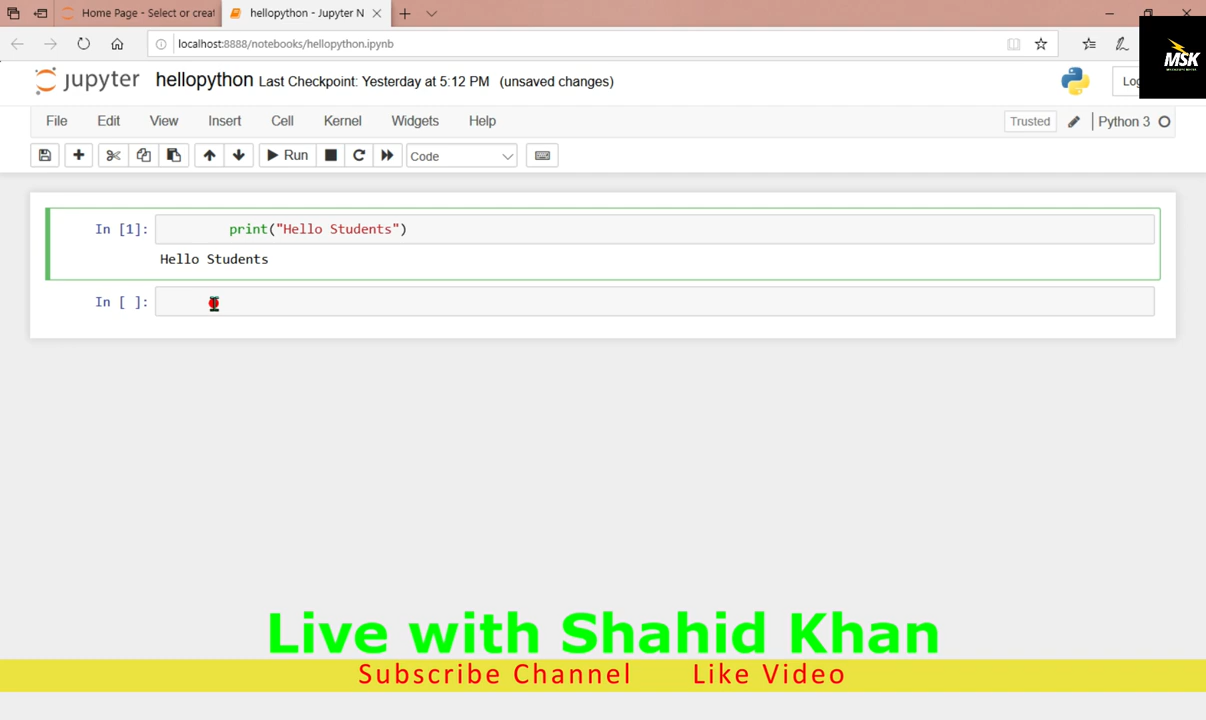 Home Page - Select or creat
hellopython - Jupyter N
localhost:8888/notebooks/hellopython.ipynb
MSK
jupyter hellopython Last Checkpoint: Yesterday at 5:12 PM (unsaved changes)
File Edit View Insert Cell Kernel Widgets Help
Trusted Python 3
Run Code
In [1]: print("Hello Students")
Hello Students
In [ ]:
Live with Shahid Khan
Subscribe Channel Like Video